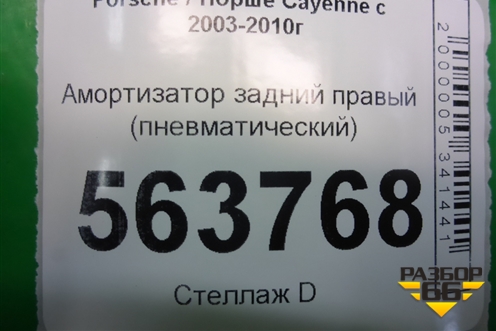 Porsche / Порше Cayenne с
2003-2010г
Амортизатор задний правый
(пневматический)
563768
Стеллаж D
2000005341441
РАЗБОР
66